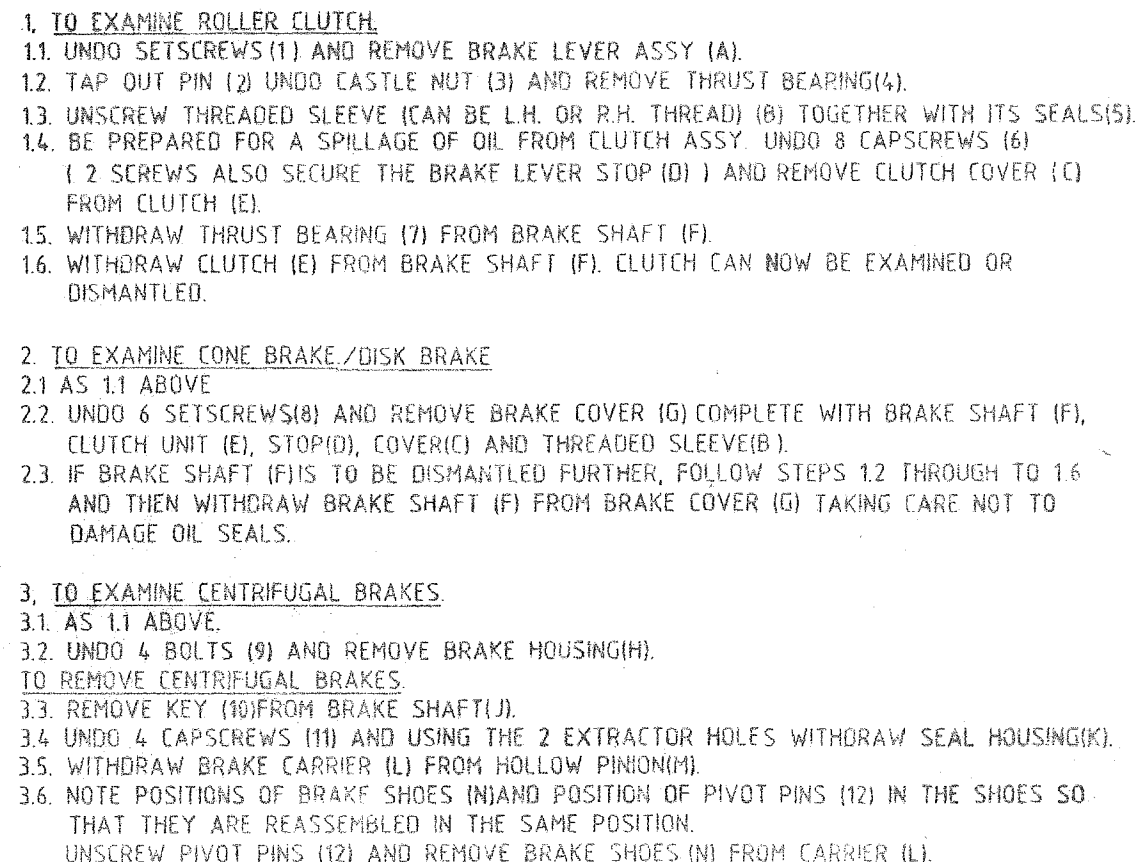 1, TO EXAMINE ROLLER CLUTCH.
1.1. UNDO SETSCREWS (1) AND REMOVE BRAKE LEVER ASSY (A).
1.2. TAP OUT PIN (2) UNDO CASTLE NUT (3) AND REMOVE THRUST BEARING(4).
1.3. UNSCREW THREADED SLEEVE (CAN BE L.H. OR R.H. THREAD) (B) TOGETHER WITH ITS SEALS(5).
1.4. BE PREPARED FOR A SPILLAGE OF OIL FROM CLUTCH ASSY. UNDO 8 CAPSCREWS (6)
( 2 SCREWS ALSO SECURE THE BRAKE LEVER STOP (D) ) AND REMOVE CLUTCH COVER (C)
FROM CLUTCH (E).
1.5. WITHDRAW THRUST BEARING (7) FROM BRAKE SHAFT (F).
1.6. WITHDRAW CLUTCH (E) FROM BRAKE SHAFT (F). CLUTCH CAN NOW BE EXAMINED OR
DISMANTLED.
2. TO EXAMINE CONE BRAKE./DISK BRAKE
2.1 AS 1.1 ABOVE
2.2. UNDO 6 SETSCREWS(8) AND REMOVE BRAKE COVER (G) COMPLETE WITH BRAKE SHAFT (F),
CLUTCH UNIT (E), STOP(D), COVER(C) AND THREADED SLEEVE(B).
2.3. IF BRAKE SHAFT (F)IS TO BE DISMANTLED FURTHER, FOLLOW STEPS 1.2 THROUGH TO 1.6
AND THEN WITHDRAW BRAKE SHAFT (F) FROM BRAKE COVER (G) TAKING CARE NOT TO
DAMAGE OIL SEALS.
3, TO EXAMINE CENTRIFUGAL BRAKES.
3.1. AS 1.1 ABOVE.
3.2. UNDO 4 BOLTS (9) AND REMOVE BRAKE HOUSING(H).
TO REMOVE CENTRIFUGAL BRAKES.
3.3. REMOVE KEY (10)FROM BRAKE SHAFT(J).
3.4 UNDO 4 CAPSCREWS (11) AND USING THE 2 EXTRACTOR HOLES WITHDRAW SEAL HOUSING(K).
3.5. WITHDRAW BRAKE CARRIER (L) FROM HOLLOW PINION(M).
3.6. NOTE POSITIONS OF BRAKE SHOES (N)AND POSITION OF PIVOT PINS (12) IN THE SHOES SO
THAT THEY ARE REASSEMBLED IN THE SAME POSITION.
UNSCREW PIVOT PINS (12) AND REMOVE BRAKE SHOES (N) FROM CARRIER (L).